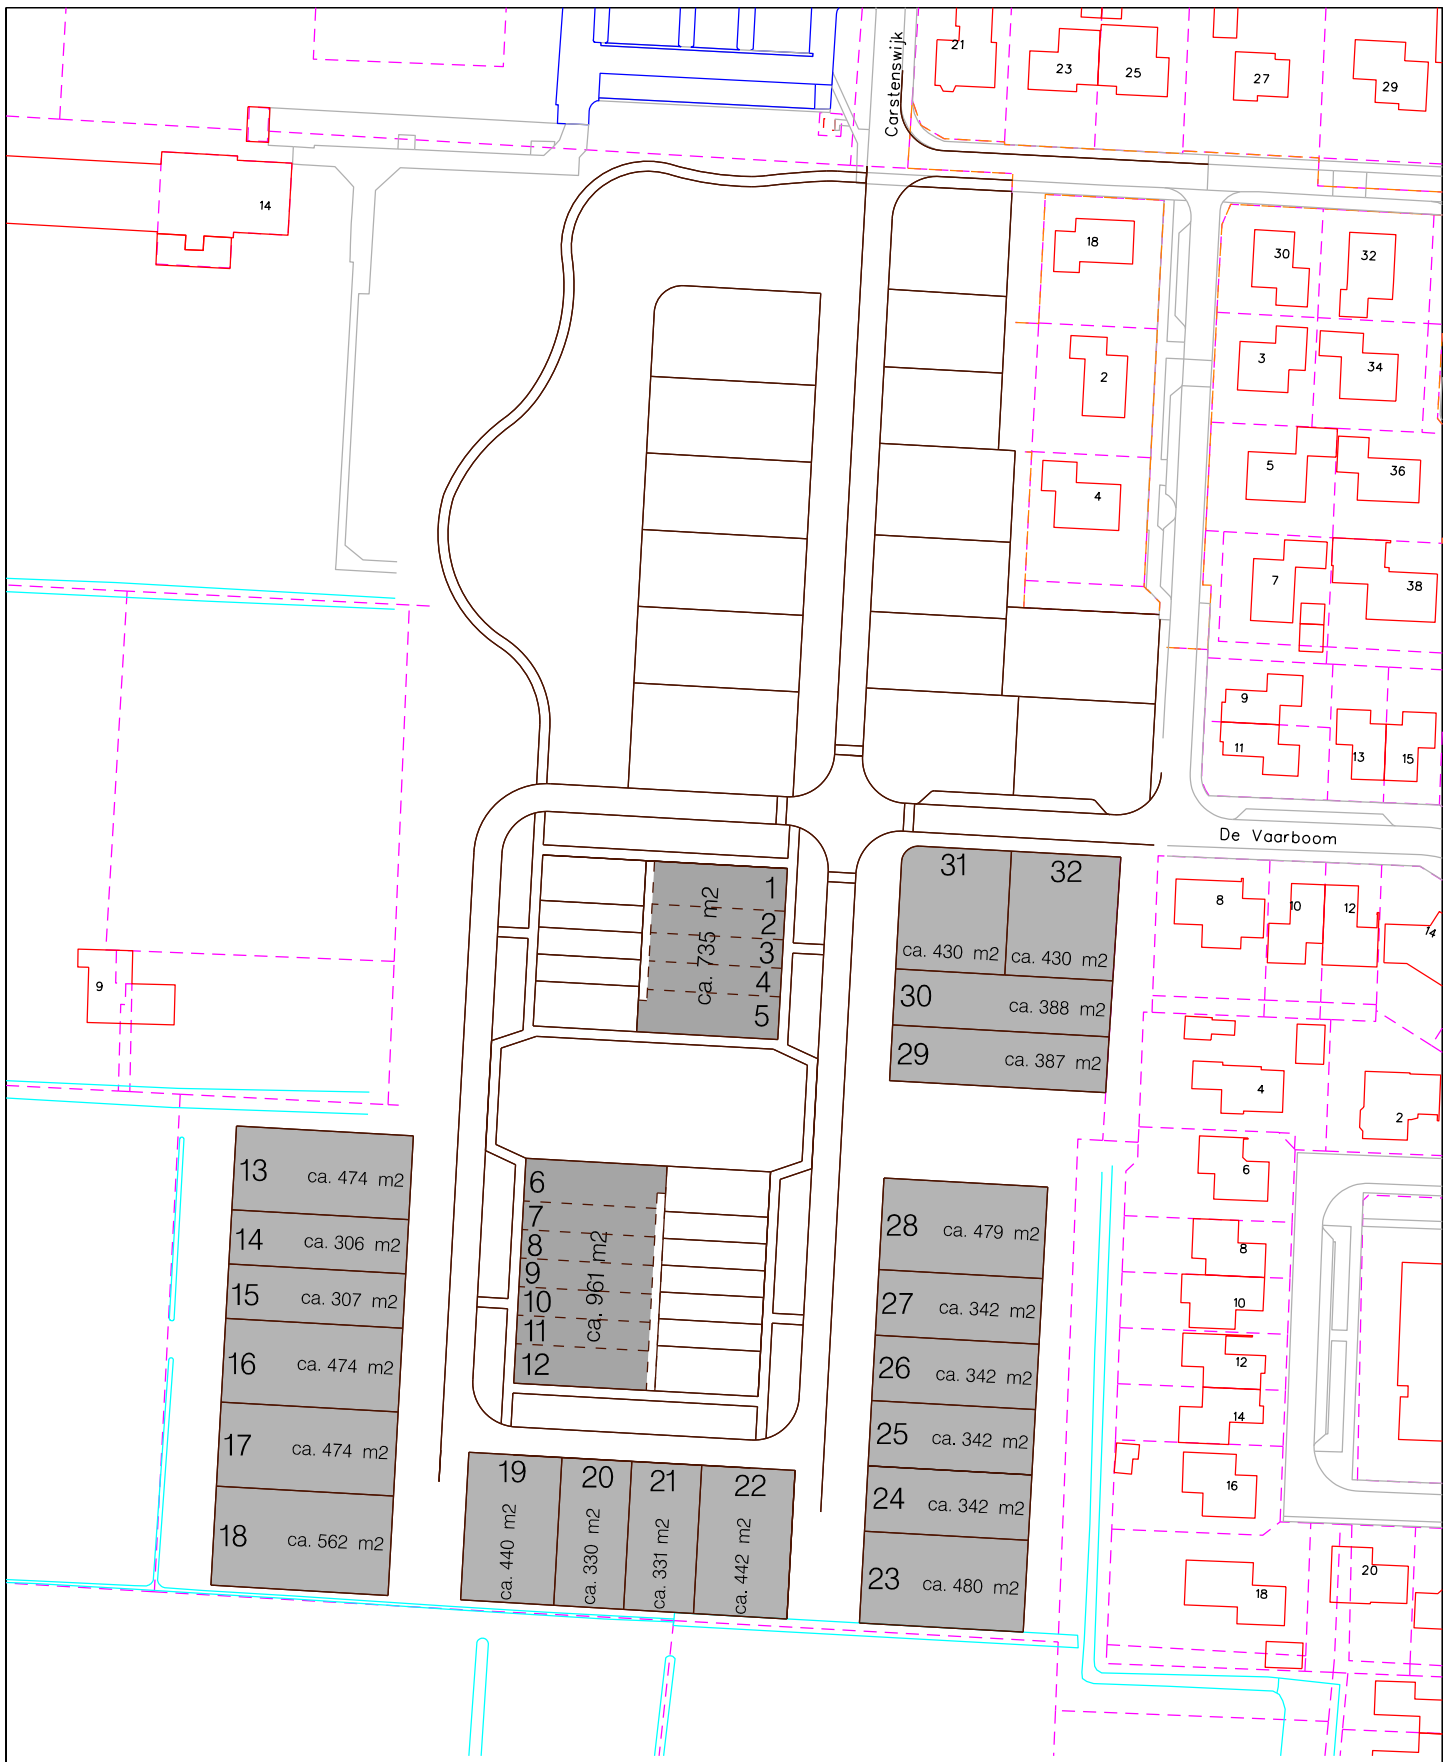 Carstenswijk
21
23
25
27
29
14
18
30
32
2
3
34
4
5
36
7
38
9
11
13
15
De Vaarboom
8
10
12
14
9
4
2
6
8
10
12
14
16
18
20
1
2
3
4
5
ca. 735 m2
31
ca. 430 m2
32
ca. 430 m2
30 ca. 388 m2
29 ca. 387 m2
6
7
8
9
10
11
12
ca. 961 m2
13 ca. 474 m2
14 ca. 306 m2
15 ca. 307 m2
16 ca. 474 m2
17 ca. 474 m2
18 ca. 562 m2
28 ca. 479 m2
27 ca. 342 m2
26 ca. 342 m2
25 ca. 342 m2
24 ca. 342 m2
23 ca. 480 m2
19
ca. 440 m2
20
ca. 330 m2
21
ca. 331 m2
22
ca. 442 m2